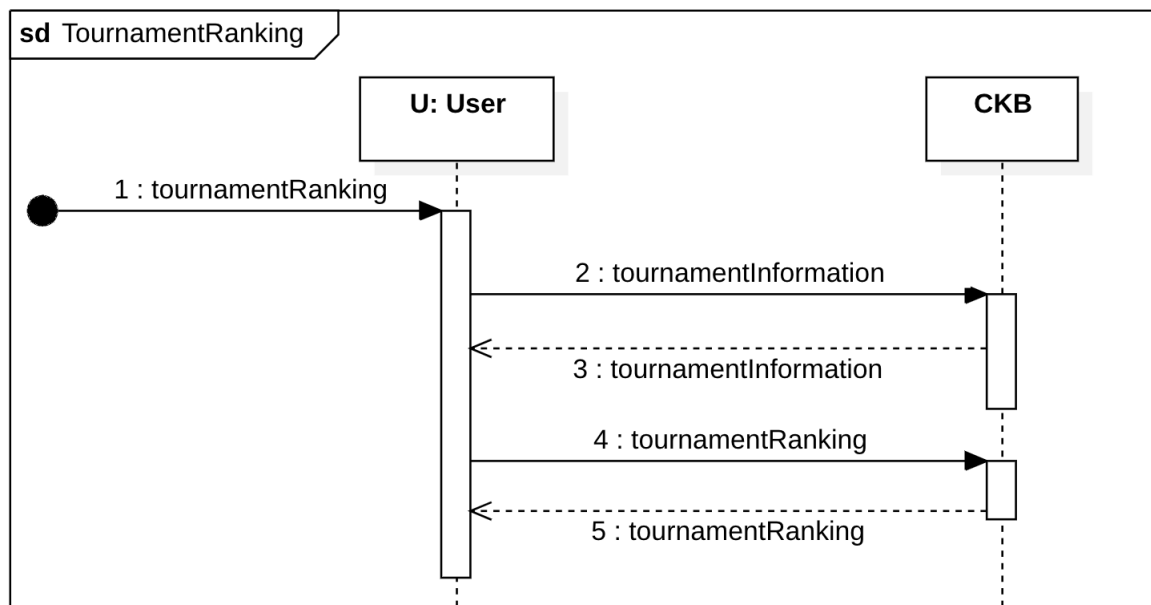 sd TournamentRanking
U: User
CKB
1 : tournamentRanking
2 : tournamentInformation
3 : tournamentInformation
4 : tournamentRanking
5 : tournamentRanking